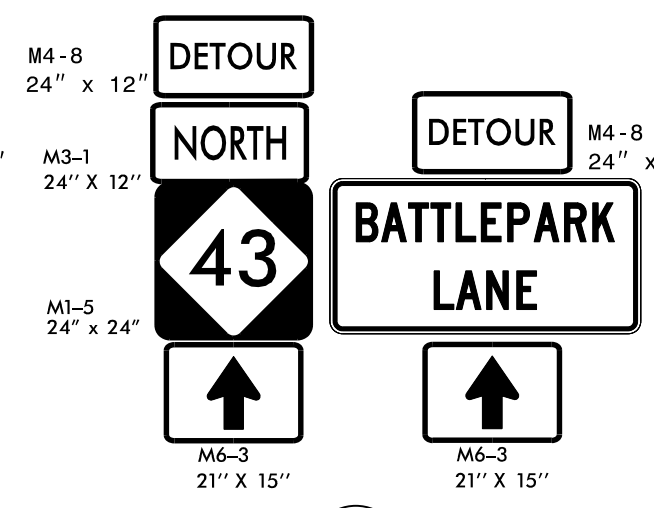 M4-8
24" x 12"
DETOUR
M3-1
24" X 12"
NORTH
M1-5
24" x 24"
43
M6-3
21" X 15"
DETOUR
M4-8
24" x
BATTLEPARK
LANE
M6-3
21" X 15"